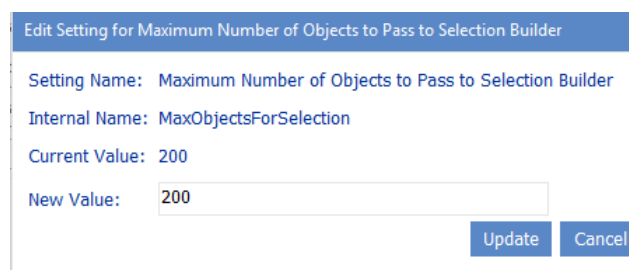 Edit Setting for Maximum Number of Objects to Pass to Selection Builder
Setting Name: Maximum Number of Objects to Pass to Selection Builder
Internal Name: MaxObjectsForSelection
Current Value: 200
New Value: 200
Update Cancel